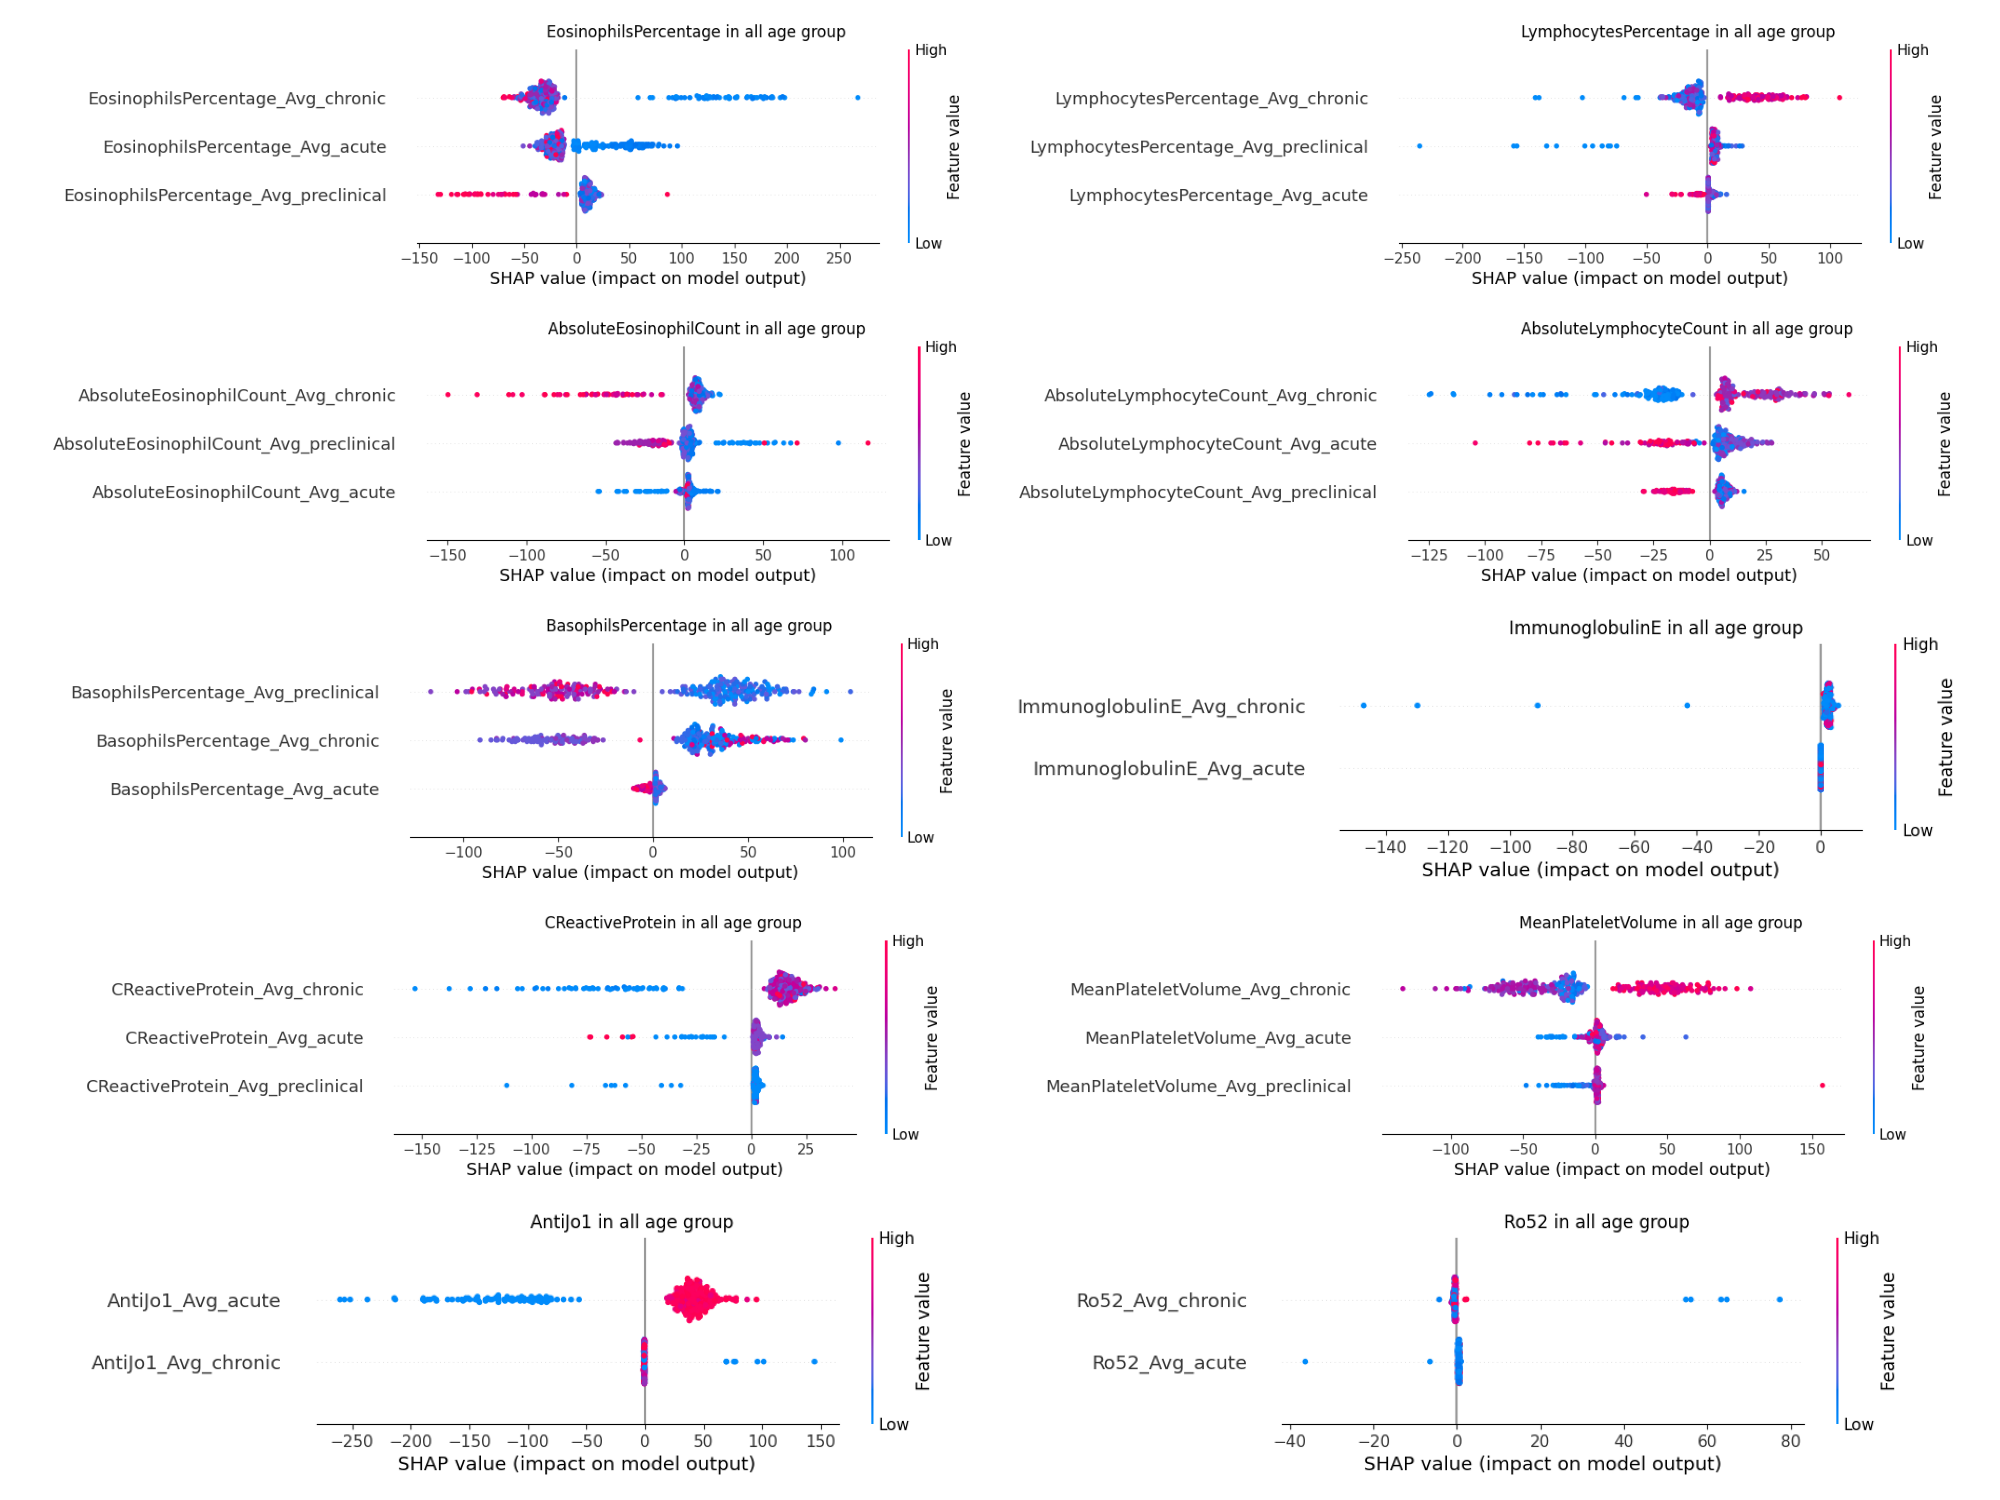 EosinophilsPercentage in all age group
High
EosinophilsPercentage_Avg_chronic
EosinophilsPercentage_Avg_acute
EosinophilsPercentage_Avg_preclinical
Feature value
Low
−150 −100 −50 0 50 100 150 200 250
SHAP value (impact on model output)
LymphocytesPercentage in all age group
High
LymphocytesPercentage_Avg_chronic
LymphocytesPercentage_Avg_preclinical
LymphocytesPercentage_Avg_acute
Feature value
Low
−250 −200 −150 −100 −50 0 50 100
SHAP value (impact on model output)
AbsoluteEosinophilCount in all age group
High
AbsoluteEosinophilCount_Avg_chronic
AbsoluteEosinophilCount_Avg_preclinical
AbsoluteEosinophilCount_Avg_acute
Feature value
Low
−150 −100 −50 0 50 100
SHAP value (impact on model output)
AbsoluteLymphocyteCount in all age group
High
AbsoluteLymphocyteCount_Avg_chronic
AbsoluteLymphocyteCount_Avg_acute
AbsoluteLymphocyteCount_Avg_preclinical
Feature value
Low
−125 −100 −75 −50 −25 0 25 50
SHAP value (impact on model output)
BasophilsPercentage in all age group
High
BasophilsPercentage_Avg_preclinical
BasophilsPercentage_Avg_chronic
BasophilsPercentage_Avg_acute
Feature value
Low
−100 −50 0 50 100
SHAP value (impact on model output)
ImmunoglobulinE in all age group
High
ImmunoglobulinE_Avg_chronic
ImmunoglobulinE_Avg_acute
Feature value
Low
−140 −120 −100 −80 −60 −40 −20 0
SHAP value (impact on model output)
CReactiveProtein in all age group
High
CReactiveProtein_Avg_chronic
CReactiveProtein_Avg_acute
CReactiveProtein_Avg_preclinical
Feature value
Low
−150 −125 −100 −75 −50 −25 0 25
SHAP value (impact on model output)
MeanPlateletVolume in all age group
High
MeanPlateletVolume_Avg_chronic
MeanPlateletVolume_Avg_acute
MeanPlateletVolume_Avg_preclinical
Feature value
Low
−100 −50 0 50 100 150
SHAP value (impact on model output)
AntiJo1 in all age group
High
AntiJo1_Avg_acute
AntiJo1_Avg_chronic
Feature value
Low
−250 −200 −150 −100 −50 0 50 100 150
SHAP value (impact on model output)
Ro52 in all age group
High
Ro52_Avg_chronic
Ro52_Avg_acute
Feature value
Low
−40 −20 0 20 40 60 80
SHAP value (impact on model output)